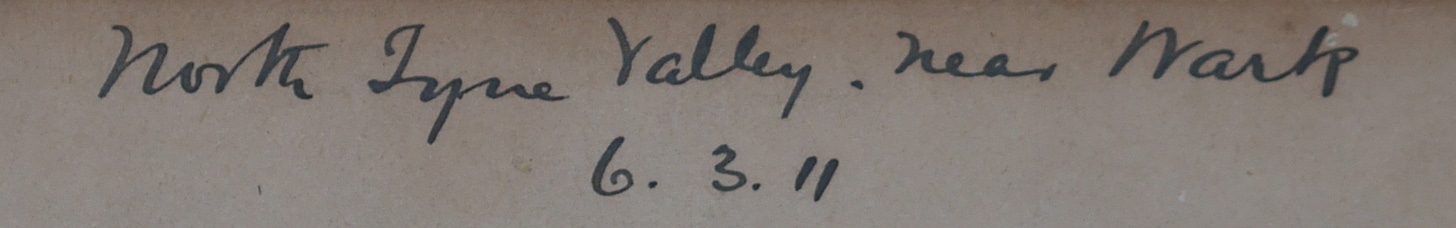 North Tyne Valley. near Wark
6. 3. 11